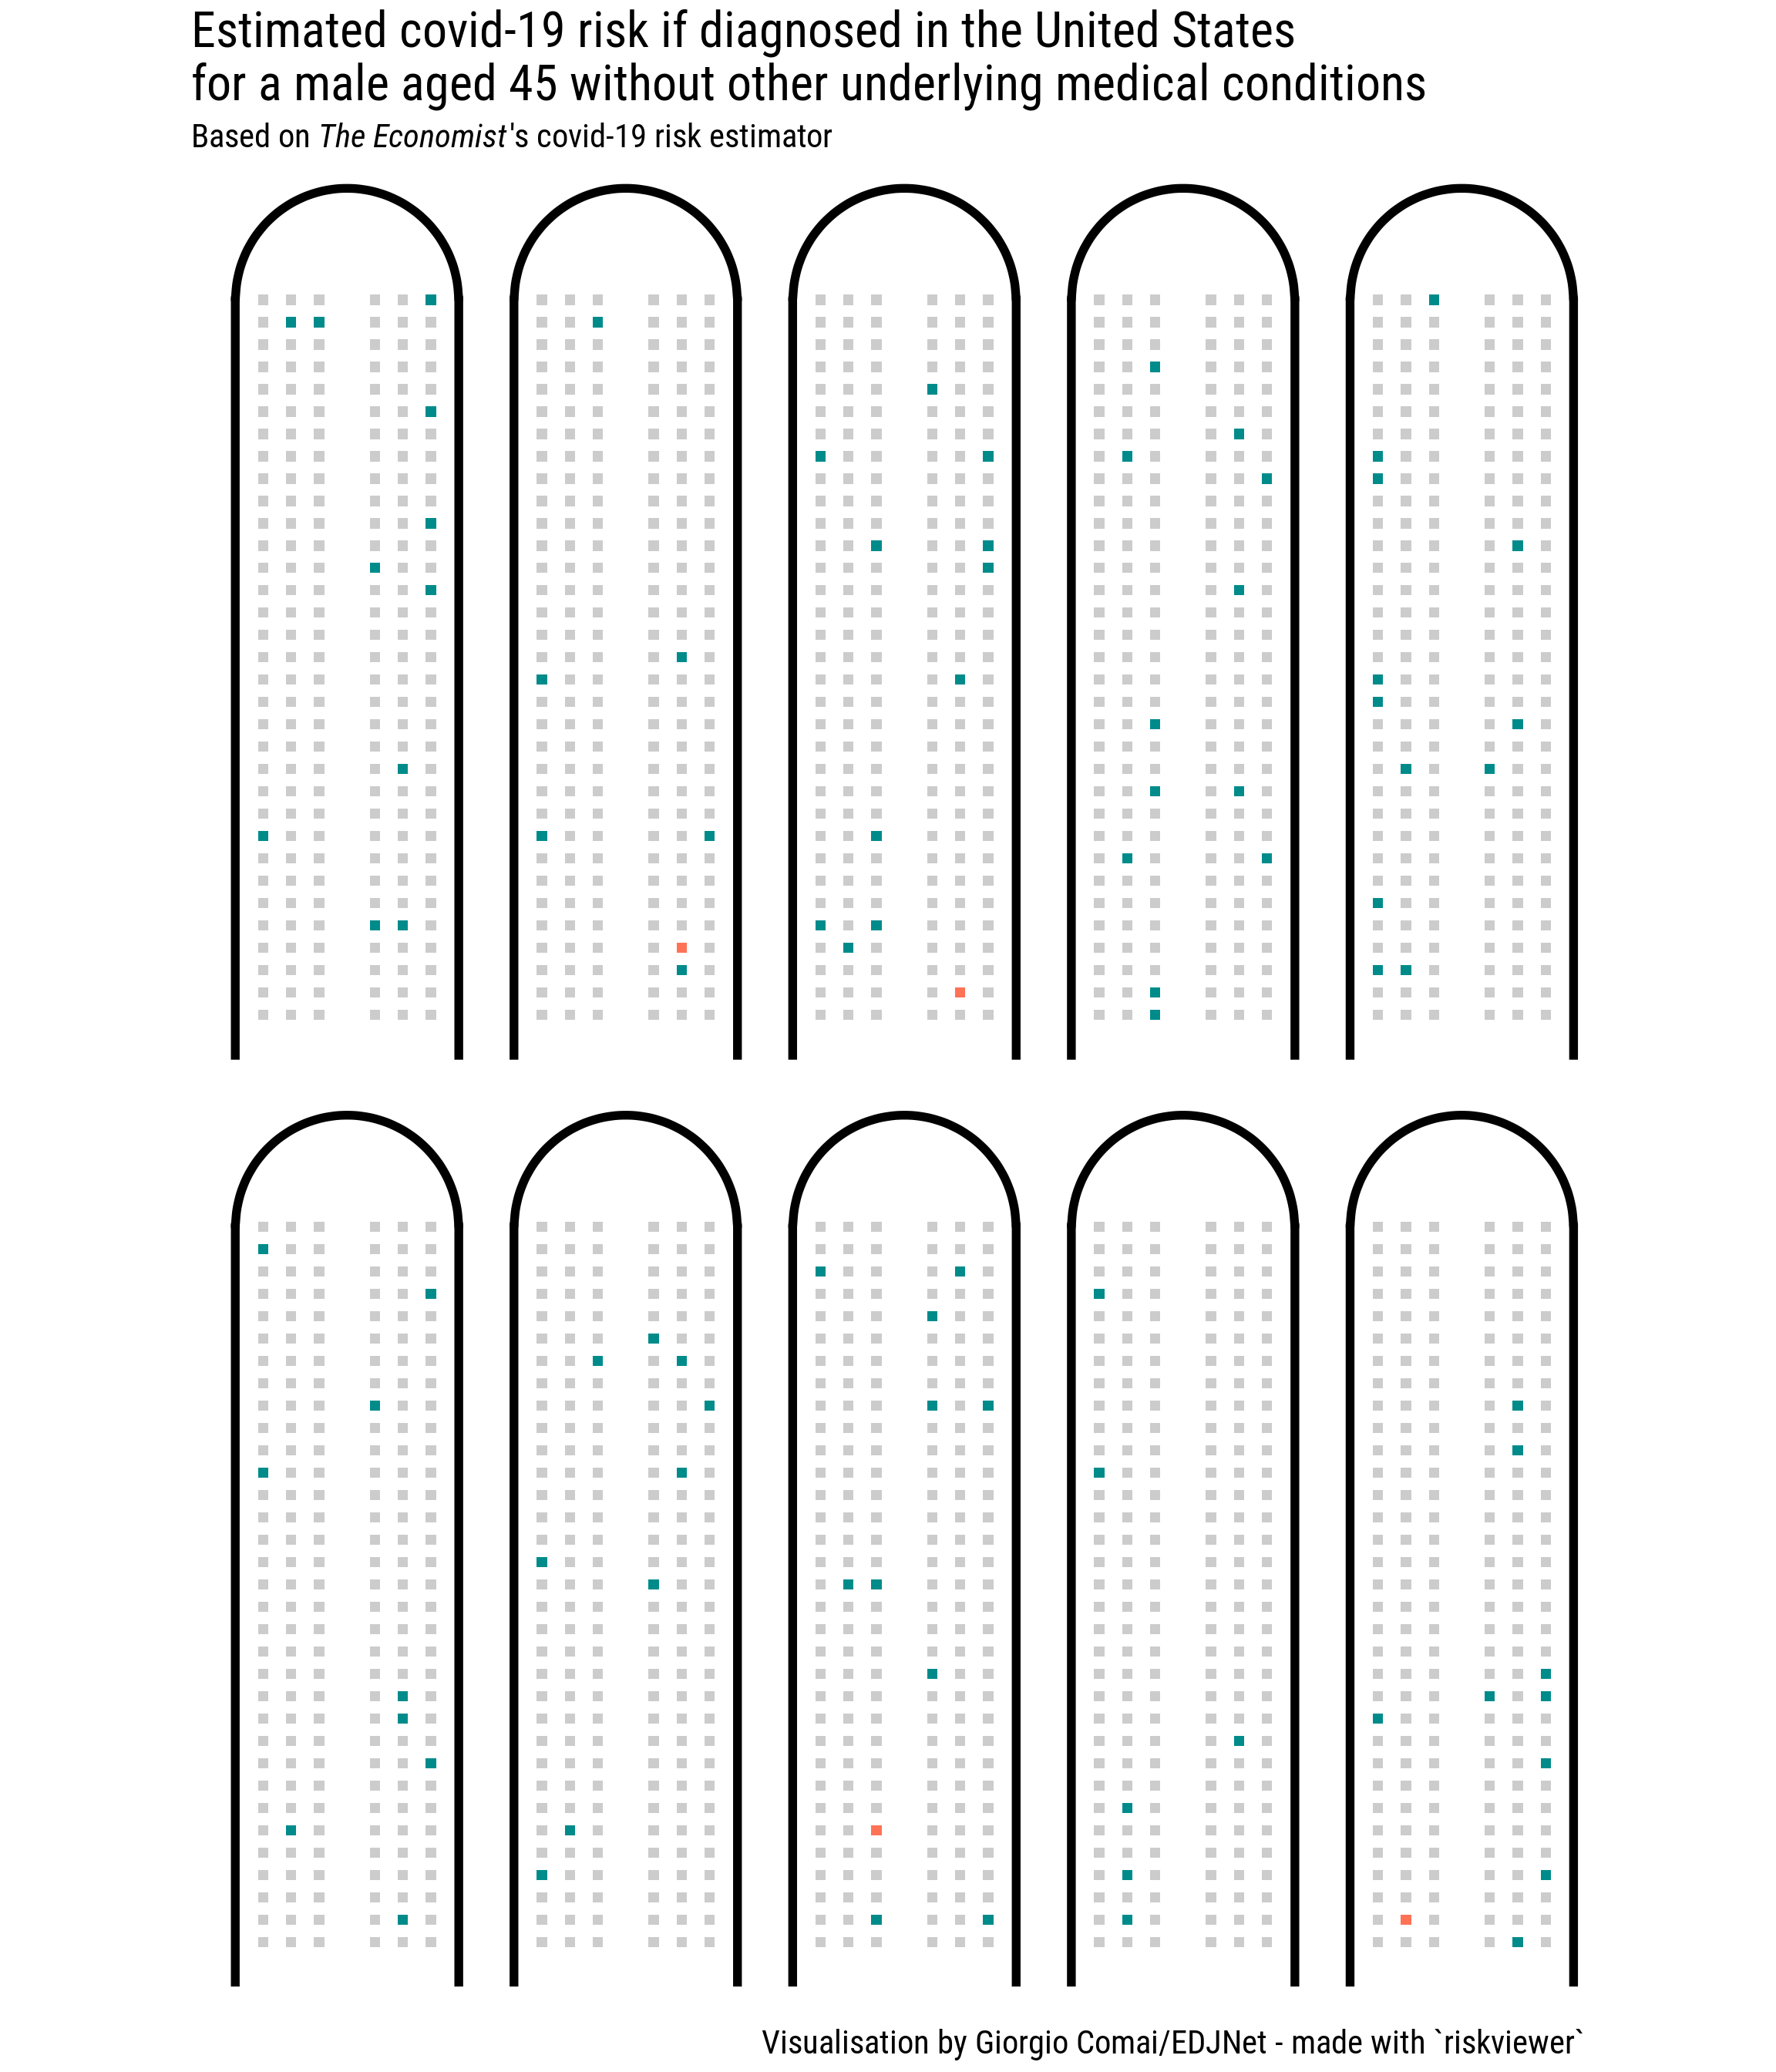 Estimated covid-19 risk if diagnosed in the United States
for a male aged 45 without other underlying medical conditions
Based on The Economist's covid-19 risk estimator
Visualisation by Giorgio Comai/EDJNet - made with `riskviewer`